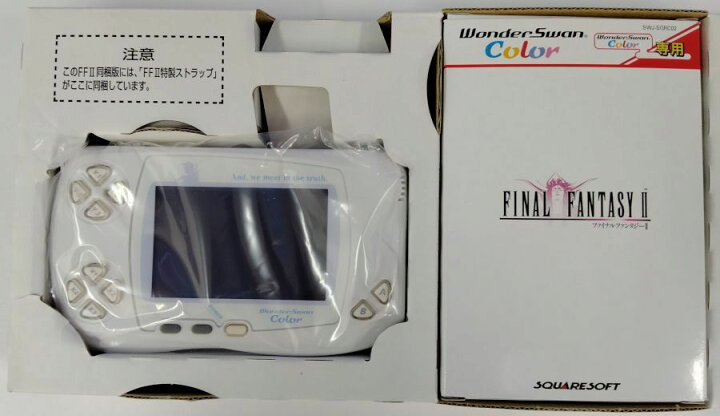 注意
このFFⅡ同梱版には、「FFⅡ特製ストラップ」
がここに同梱しています。
And, we meet in the truth.
WonderSwan
Color
A
B
SWJ-SQRC02
WonderSwan
Color
WonderSwan
Color
専用
FINAL FANTASY II
ファイナルファンタジーII
SQUARESOFT